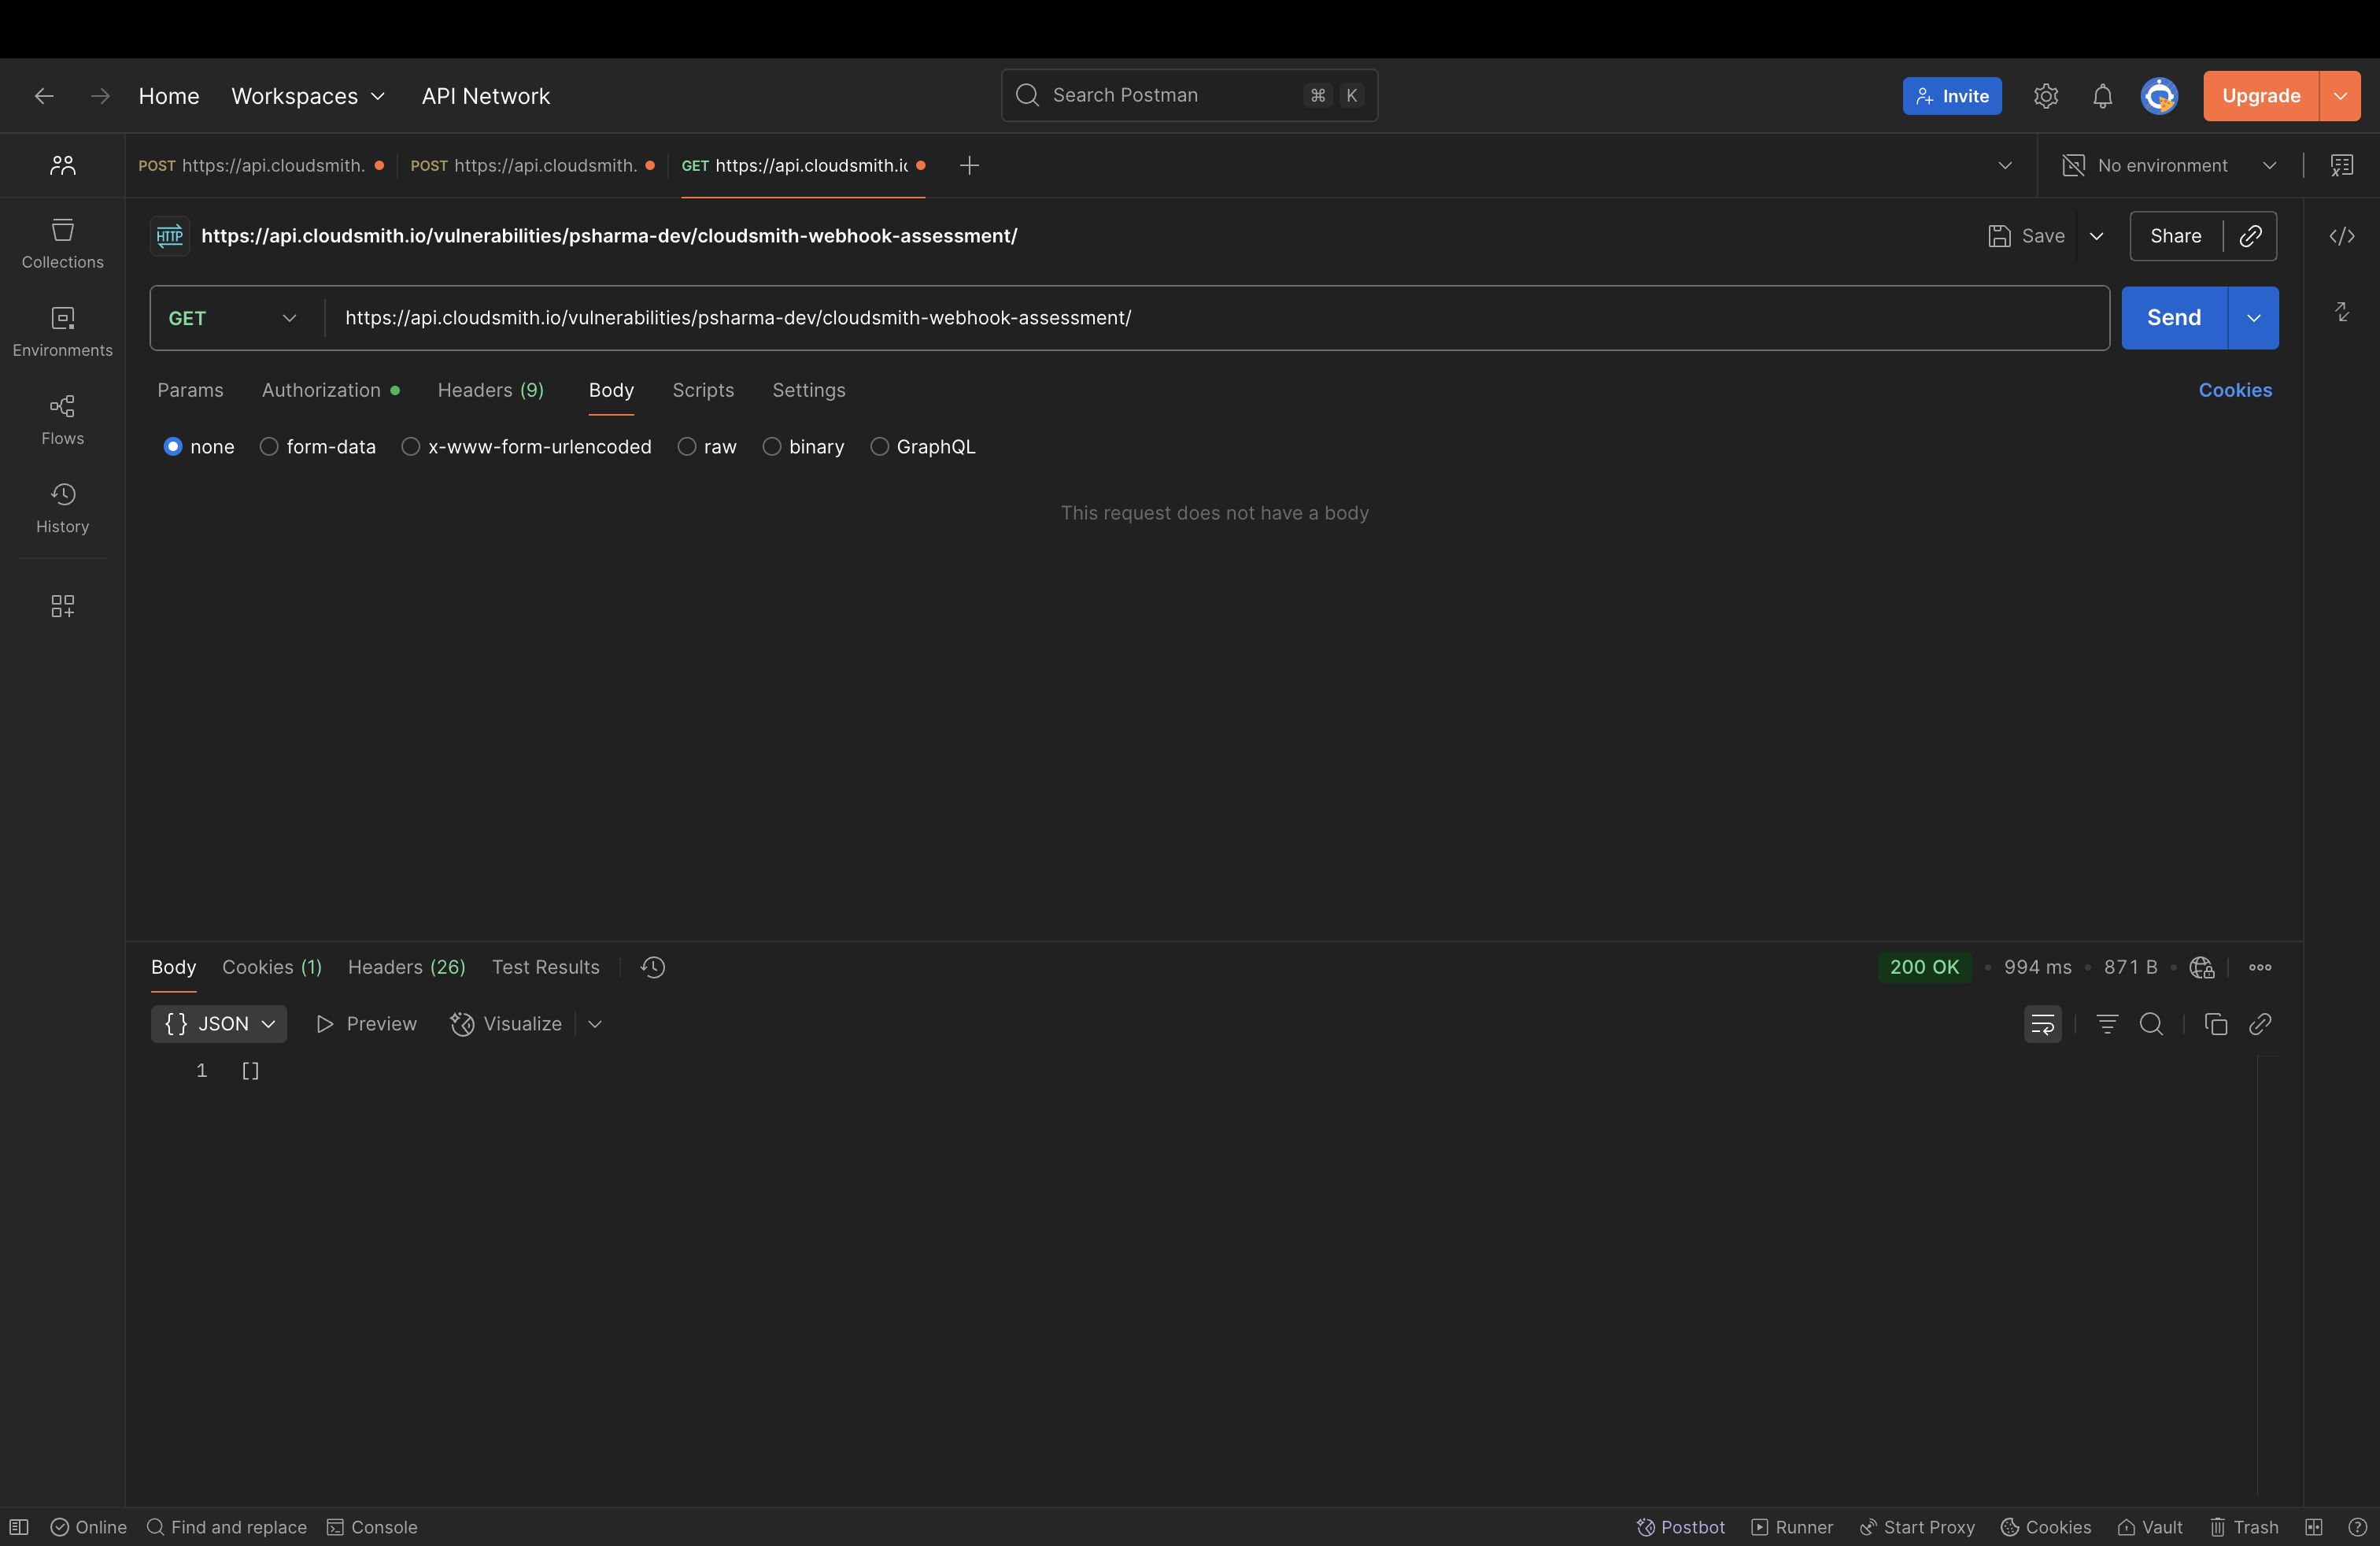 Home Workspaces API Network Search Postman ⌘ K Invite Upgrade
POST https://api.cloudsmith. POST https://api.cloudsmith. GET https://api.cloudsmith.ic No environment
HTTP https://api.cloudsmith.io/vulnerabilities/psharma-dev/cloudsmith-webhook-assessment/ Save Share
Collections
GET https://api.cloudsmith.io/vulnerabilities/psharma-dev/cloudsmith-webhook-assessment/ Send
Environments
Params Authorization Headers (9) Body Scripts Settings Cookies
Flows
none form-data x-www-form-urlencoded raw binary GraphQL
History
This request does not have a body
Body Cookies (1) Headers (26) Test Results 200 OK • 994 ms • 871 B
{} JSON Preview Visualize
1 []
Online Find and replace Console Postbot Runner Start Proxy Cookies Vault Trash